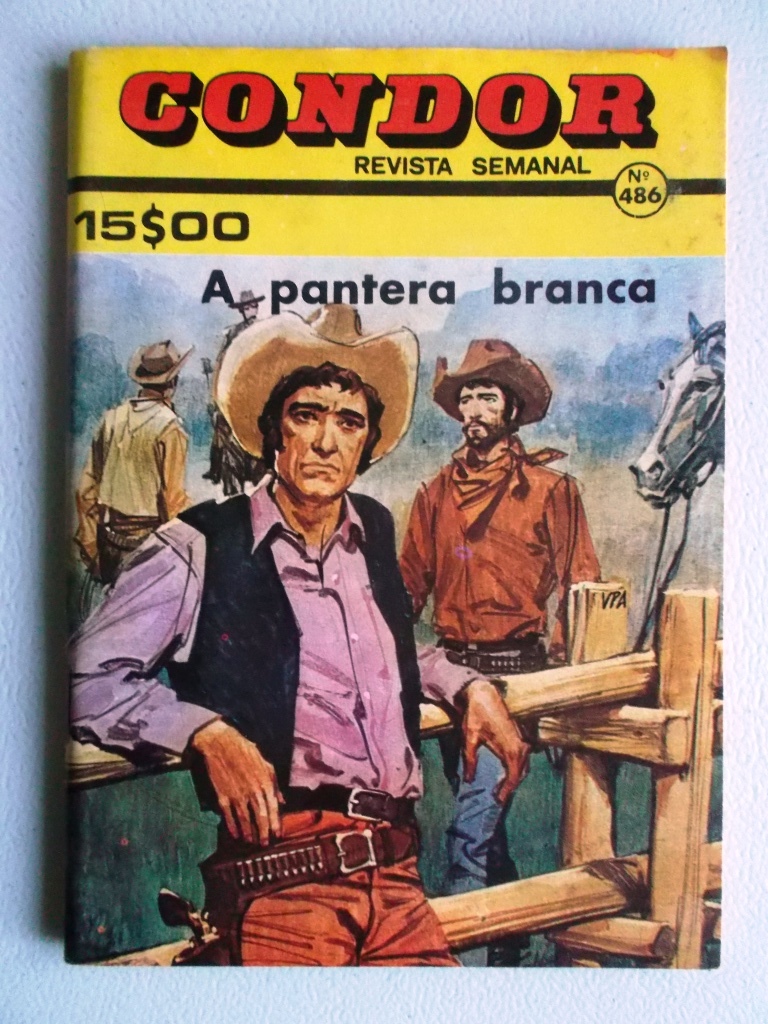 CONDOR
REVISTA SEMANAL
Nº
486
15$00
A pantera branca
VPA